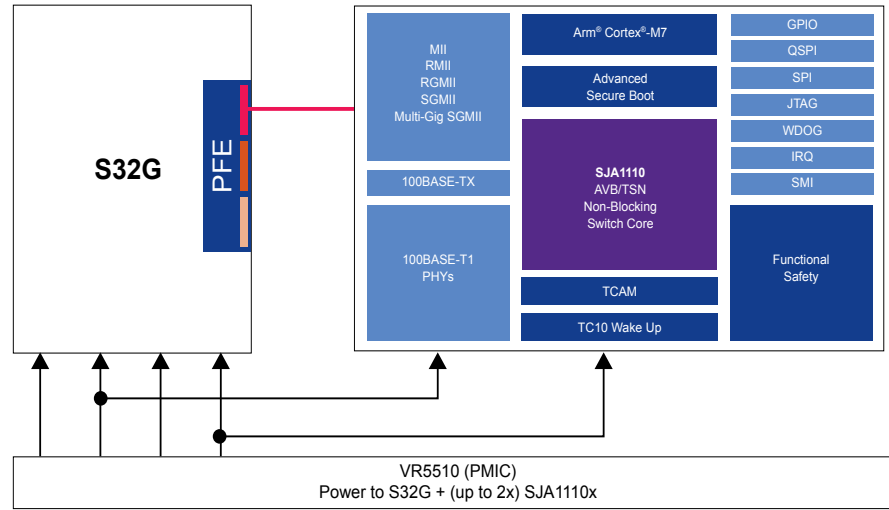 S32G
PFE
MII
RMII
RGMII
SGMII
Multi-Gig SGMII
100BASE-TX
100BASE-T1
PHYs
Arm® Cortex®-M7
Advanced
Secure Boot
SJA1110
AVB/TSN
Non-Blocking
Switch Core
TCAM
TC10 Wake Up
GPIO
QSPI
SPI
JTAG
WDOG
IRQ
SMI
Functional
Safety
VR5510 (PMIC)
Power to S32G + (up to 2x) SJA1110x